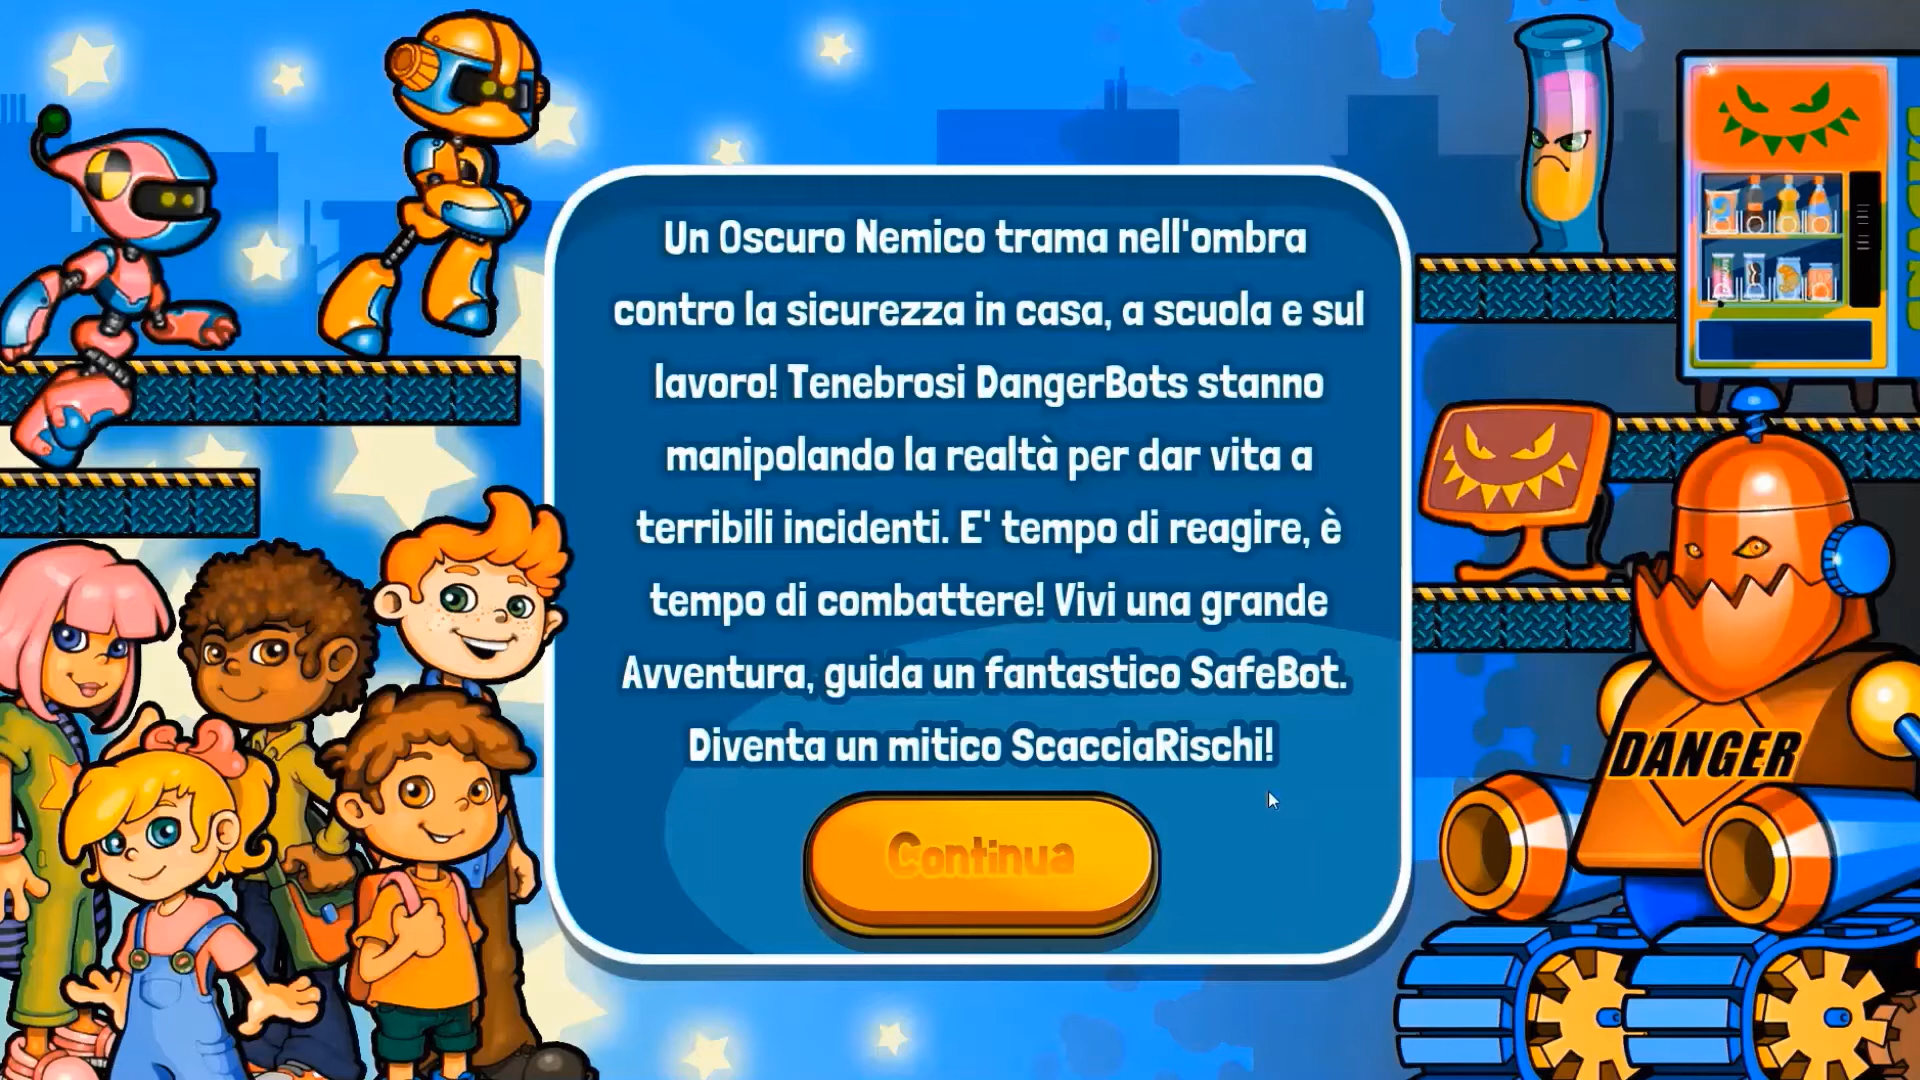 Un Oscuro Nemico trama nell'ombra
contro la sicurezza in casa, a scuola e sul
lavoro! Tenebrosi DangerBots stanno
manipolando la realtà per dar vita a
terribili incidenti. E' tempo di reagire, è
tempo di combattere! Vivi una grande
Avventura, guida un fantastico SafeBot.
Diventa un mitico ScacciaRischi!
Continua
DANGER